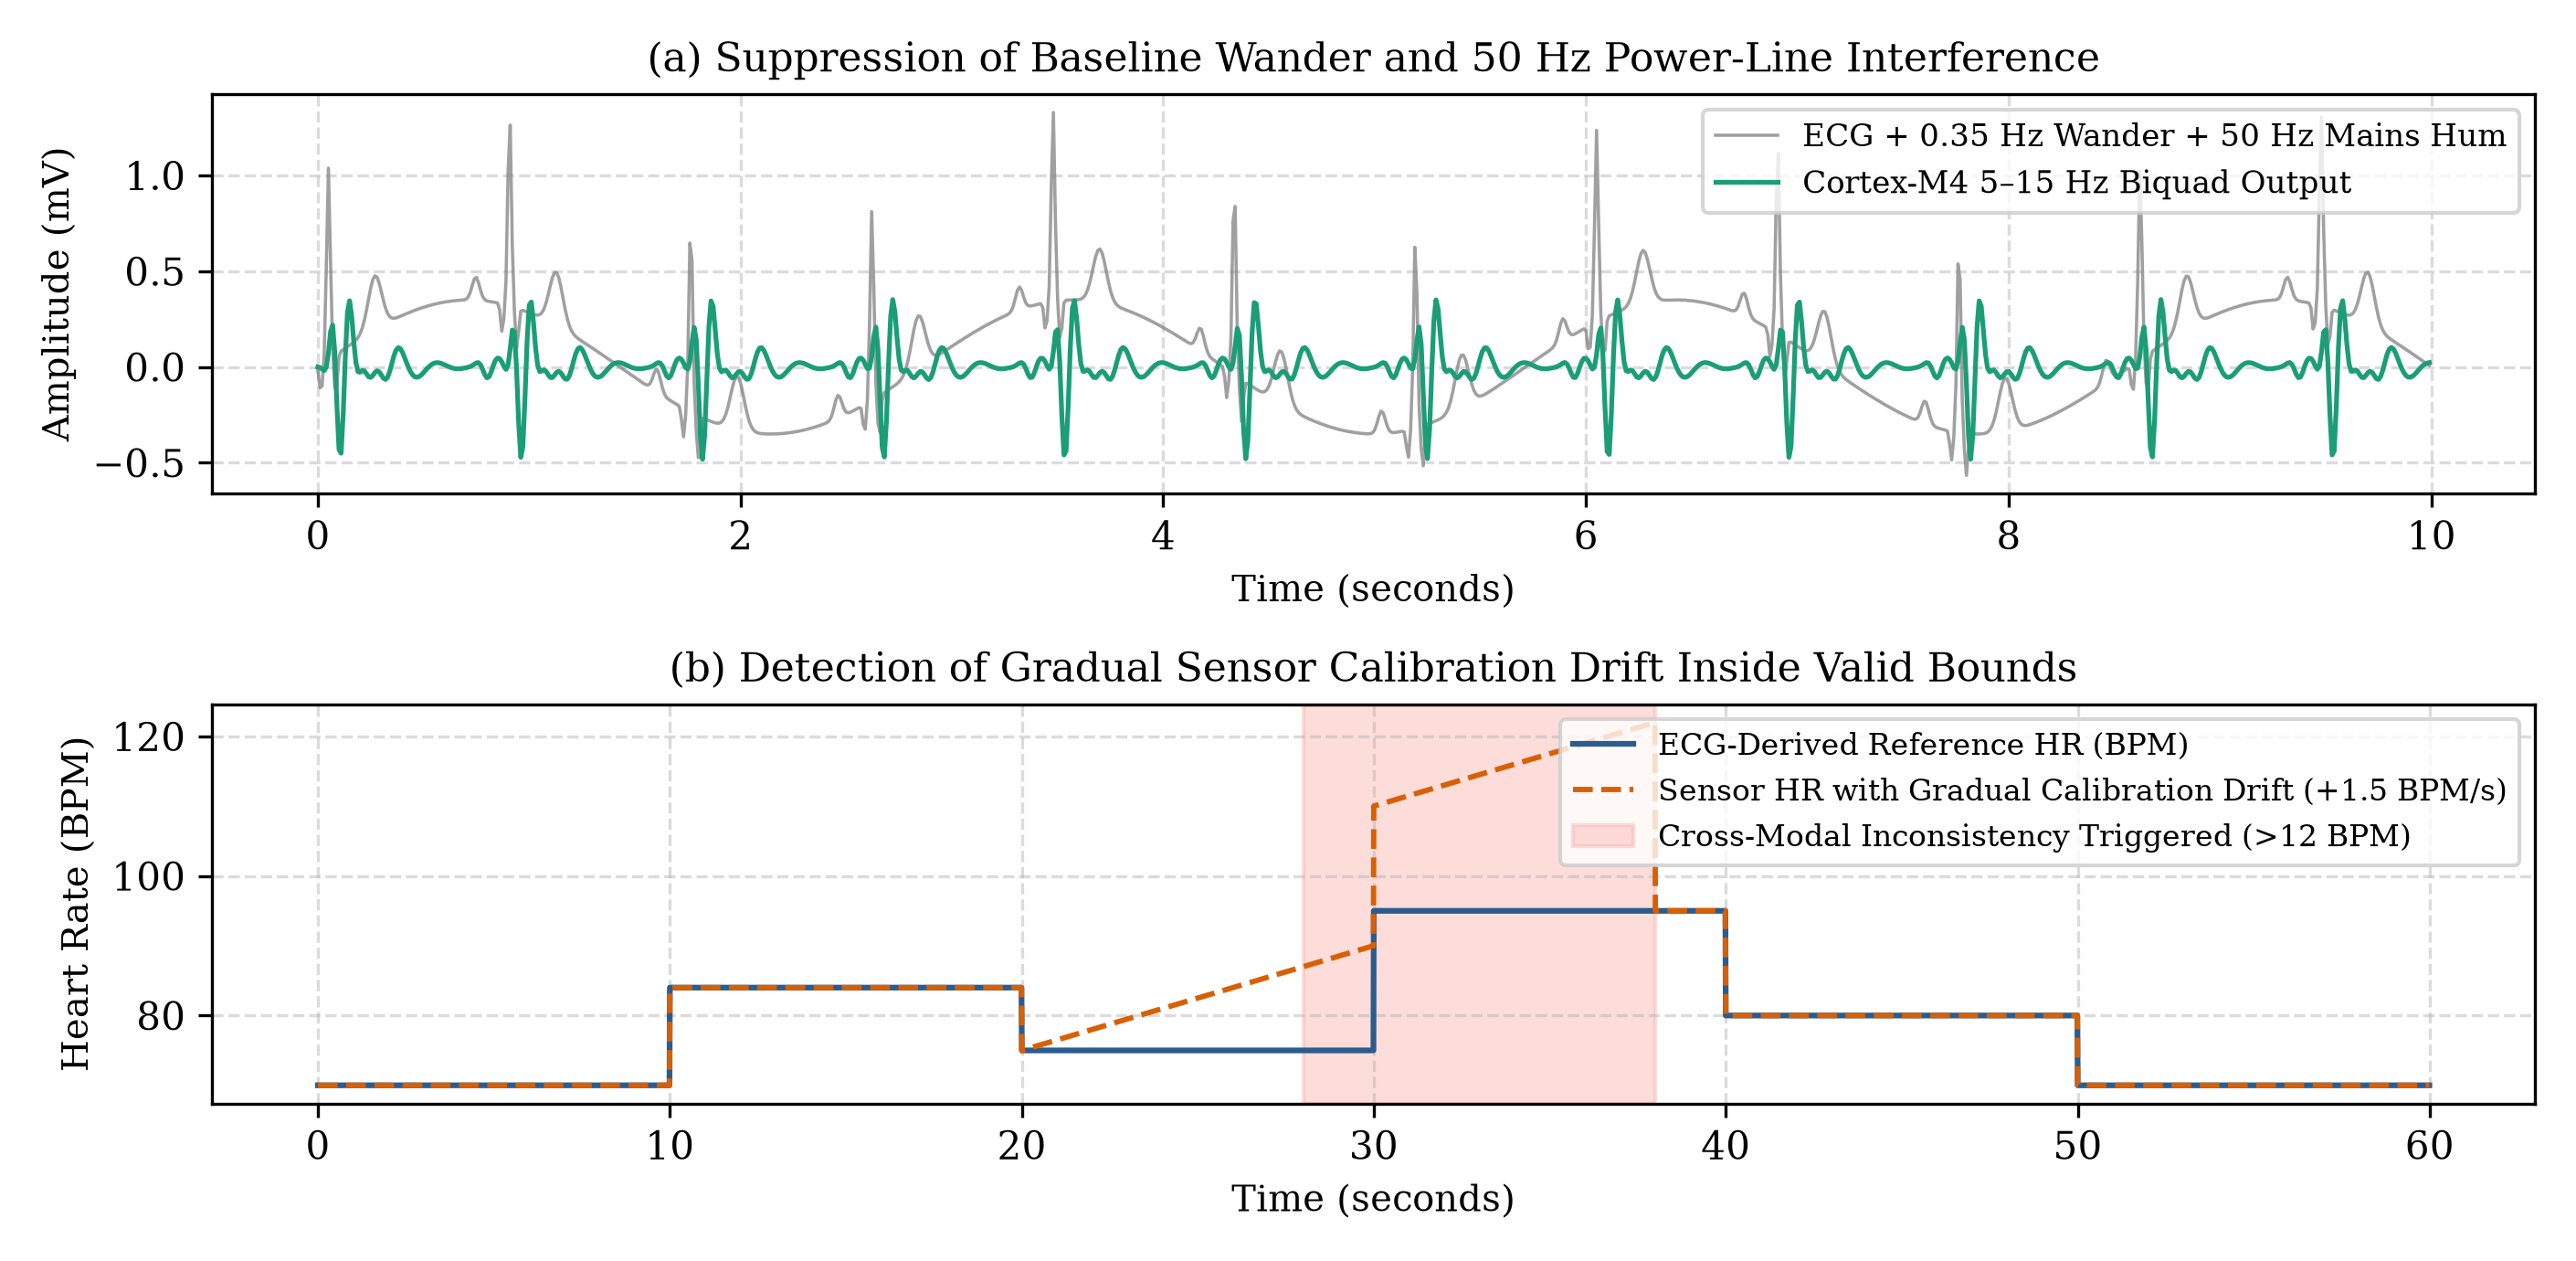 (a) Suppression of Baseline Wander and 50 Hz Power-Line Interference
Amplitude (mV)
1.0
0.5
0.0
−0.5
ECG + 0.35 Hz Wander + 50 Hz Mains Hum
Cortex-M4 5–15 Hz Biquad Output
0 2 4 6 8 10
Time (seconds)
(b) Detection of Gradual Sensor Calibration Drift Inside Valid Bounds
Heart Rate (BPM)
120
100
80
ECG-Derived Reference HR (BPM)
Sensor HR with Gradual Calibration Drift (+1.5 BPM/s)
Cross-Modal Inconsistency Triggered (>12 BPM)
0 10 20 30 40 50 60
Time (seconds)